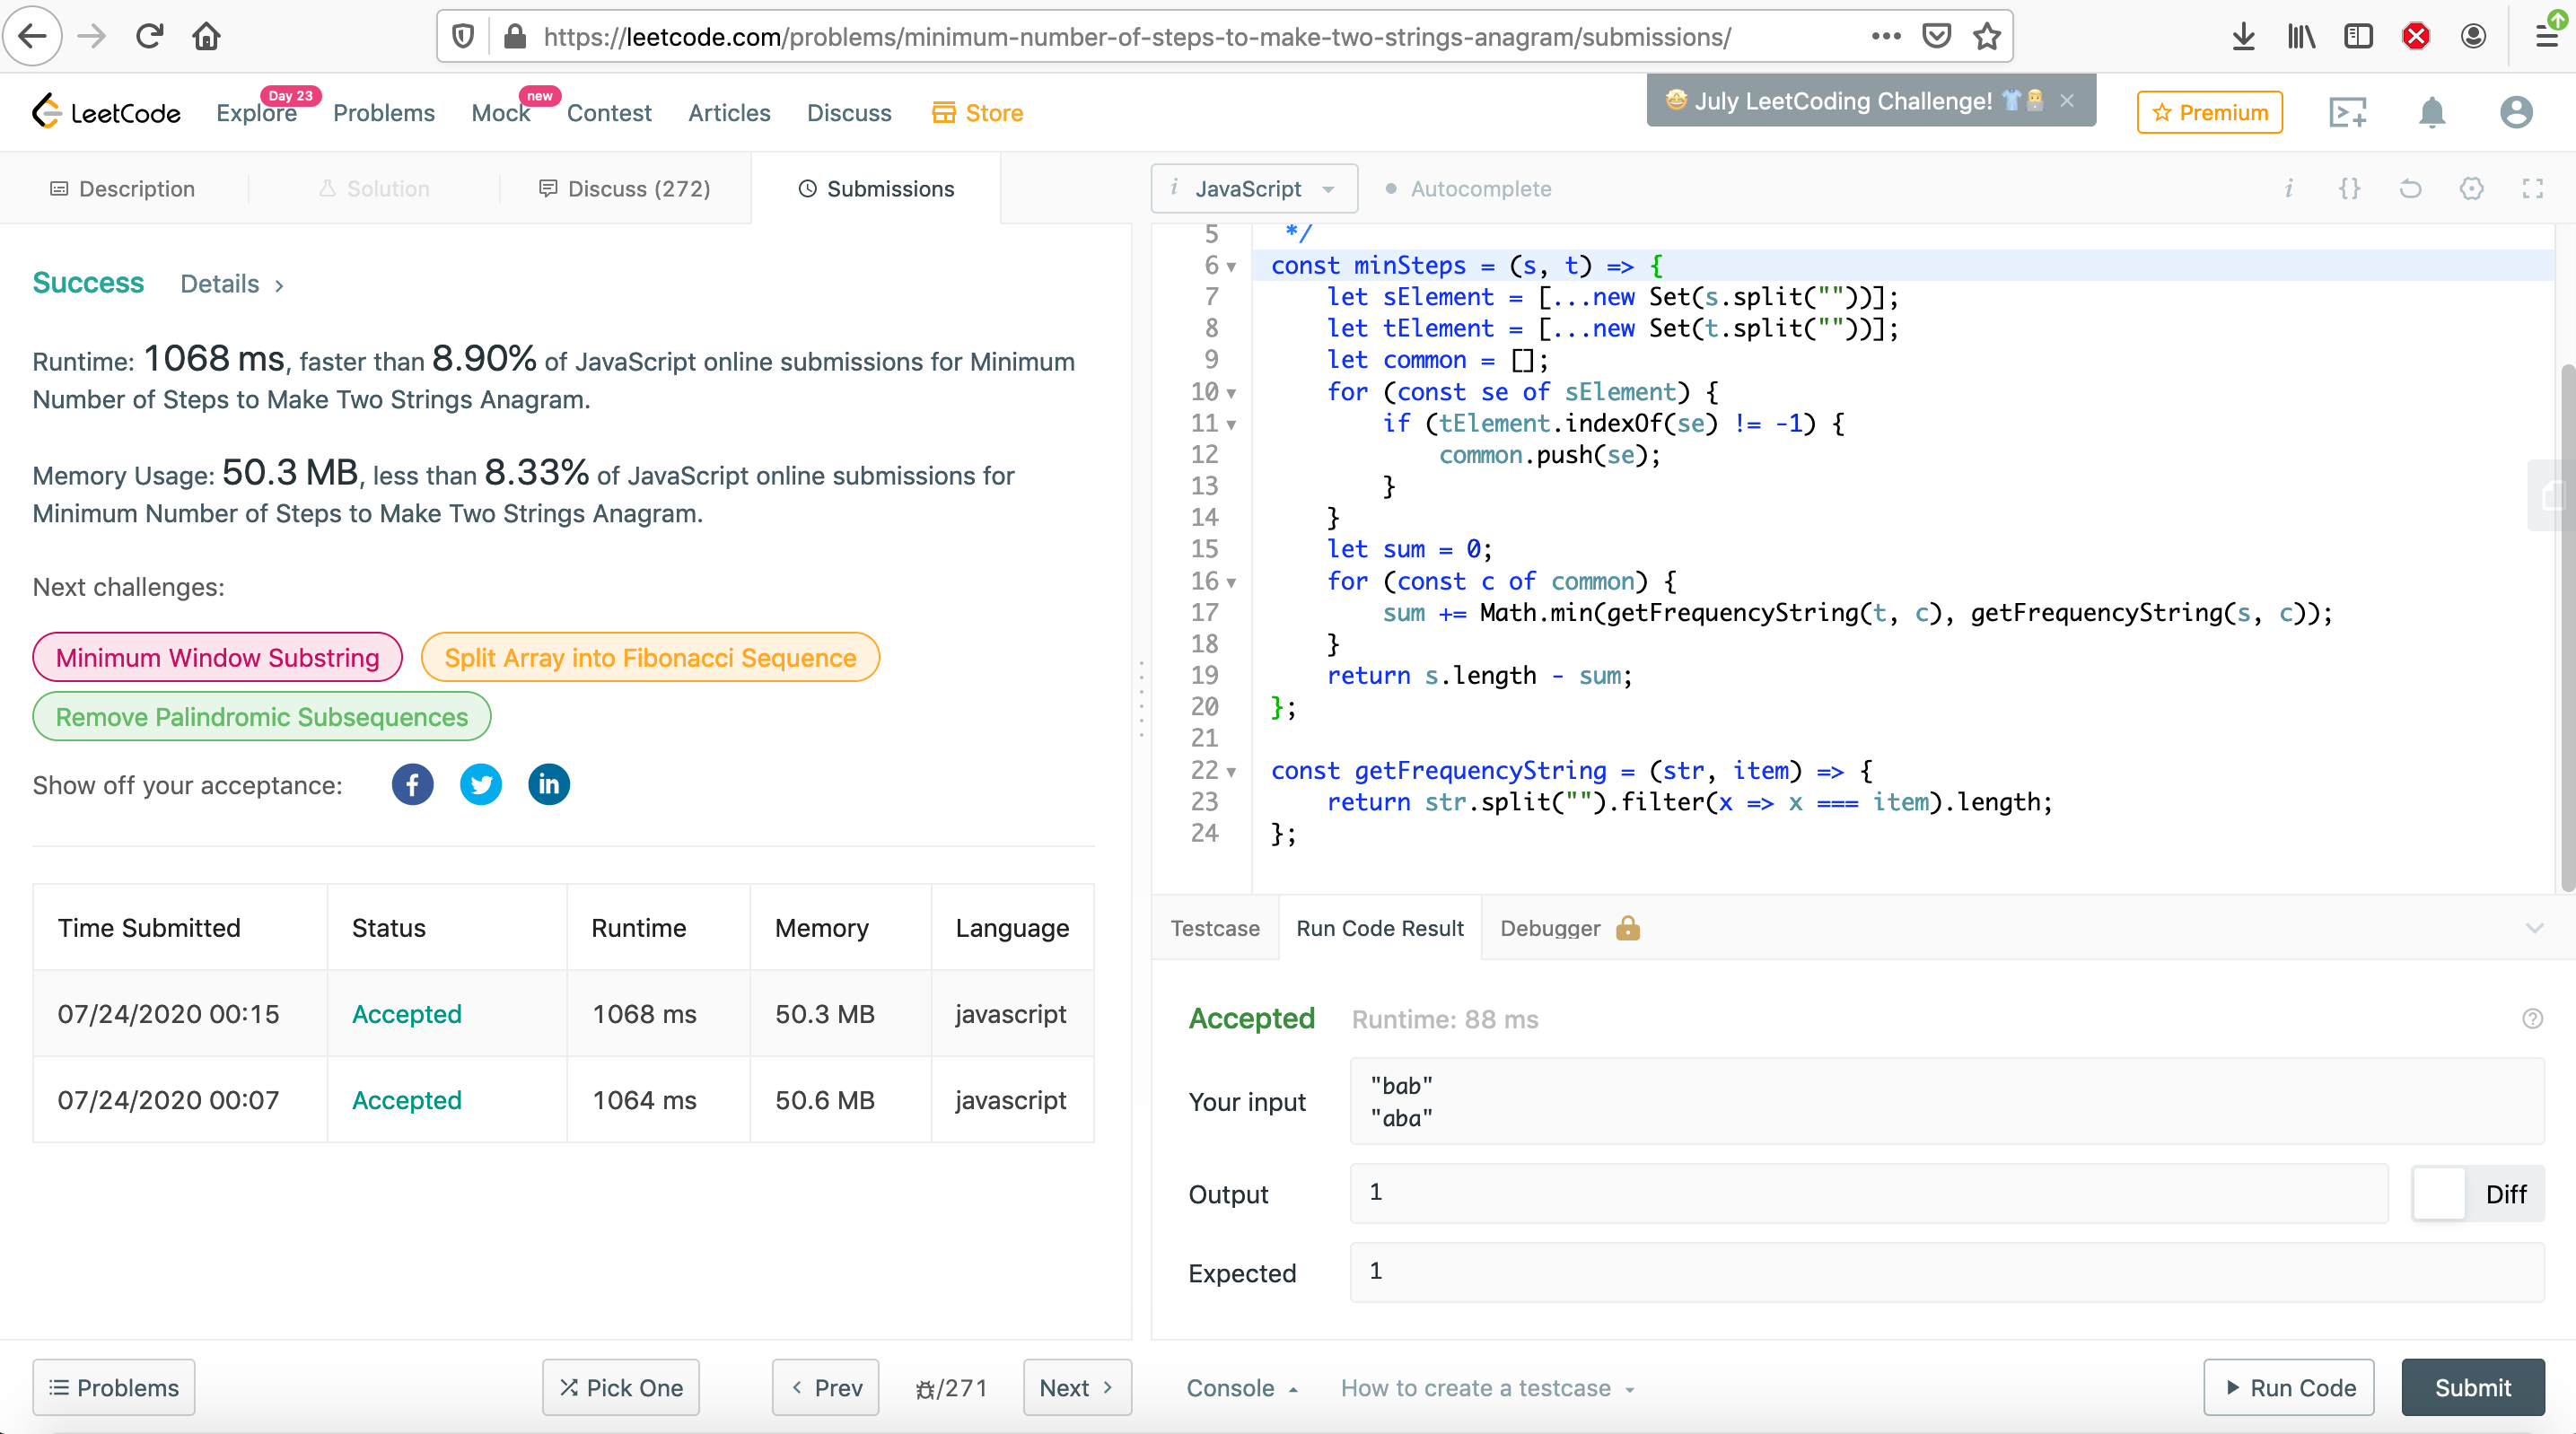 https://leetcode.com/problems/minimum-number-of-steps-to-make-two-strings-anagram/submissions/
LeetCode
Explore
Day 23
Problems
Mock
new
Contest
Articles
Discuss
Store
July LeetCoding Challenge!
Premium
Description
Solution
Discuss (272)
Submissions
i JavaScript
Autocomplete
Success Details >
Runtime: 1068 ms, faster than 8.90% of JavaScript online submissions for Minimum
Number of Steps to Make Two Strings Anagram.
Memory Usage: 50.3 MB, less than 8.33% of JavaScript online submissions for
Minimum Number of Steps to Make Two Strings Anagram.
Next challenges:
Minimum Window Substring
Split Array into Fibonacci Sequence
Remove Palindromic Subsequences
Show off your acceptance:
Time Submitted Status Runtime Memory Language
07/24/2020 00:15 Accepted 1068 ms 50.3 MB javascript
07/24/2020 00:07 Accepted 1064 ms 50.6 MB javascript
5 */
6 const minSteps = (s, t) => {
7 let sElement = [...new Set(s.split(""))];
8 let tElement = [...new Set(t.split(""))];
9 let common = [];
10 for (const se of sElement) {
11 if (tElement.indexOf(se) != -1) {
12 common.push(se);
13 }
14 }
15 let sum = 0;
16 for (const c of common) {
17 sum += Math.min(getFrequencyString(t, c), getFrequencyString(s, c));
18 }
19 return s.length - sum;
20 };
21
22 const getFrequencyString = (str, item) => {
23 return str.split("").filter(x => x === item).length;
24 };
Testcase
Run Code Result
Debugger
Accepted Runtime: 88 ms
Your input
"bab"
"aba"
Output
1
Diff
Expected
1
Problems
Pick One
< Prev
/271
Next >
Console
How to create a testcase
Run Code
Submit